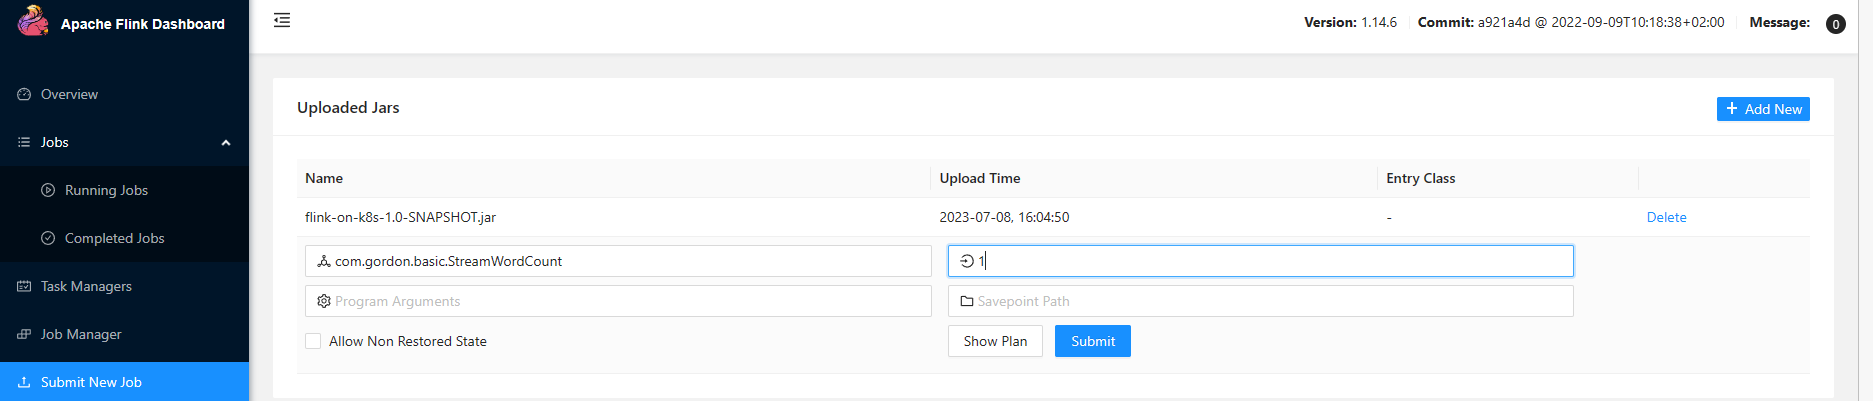 Apache Flink Dashboard
Version: 1.14.6 Commit: a921a4d @ 2022-09-09T10:18:38+02:00 Message: 0
Overview
Jobs
Running Jobs
Completed Jobs
Task Managers
Job Manager
Submit New Job
Uploaded Jars
Add New
Name Upload Time Entry Class
flink-on-k8s-1.0-SNAPSHOT.jar 2023-07-08, 16:04:50 - Delete
com.gordon.basic.StreamWordCount 1
Program Arguments Savepoint Path
Allow Non Restored State Show Plan Submit